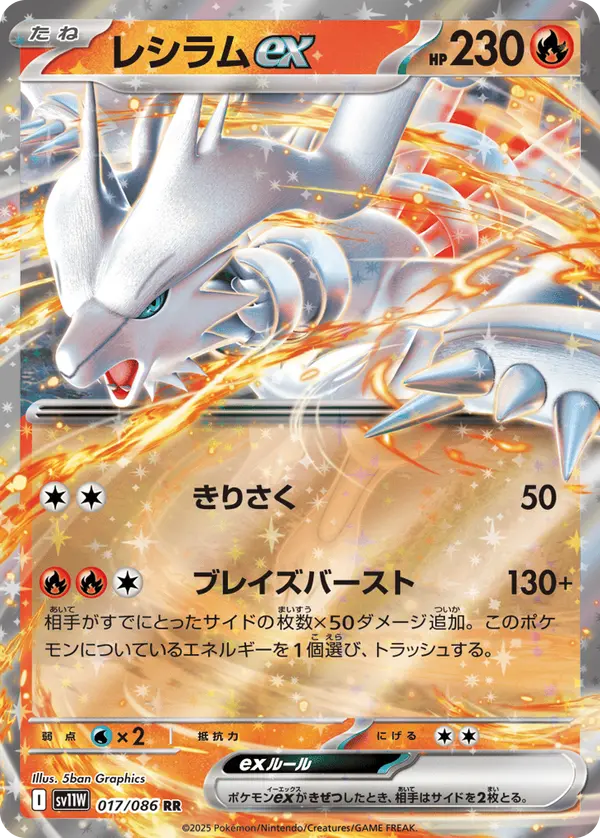 たね
レシラムex
HP230
きりさく 50
ブレイズバースト 130+
相手がすでにとったサイドの枚数×50ダメージ追加。このポケ
モンについているエネルギーを1個選び、トラッシュする。
弱点 ×2 抵抗力 にげる
exルール
ポケモンexがきぜつしたとき、相手はサイドを2枚とる。
Illus. 5ban Graphics
I sv11W 017/086 RR
©2025 Pokémon/Nintendo/Creatures/GAME FREAK.